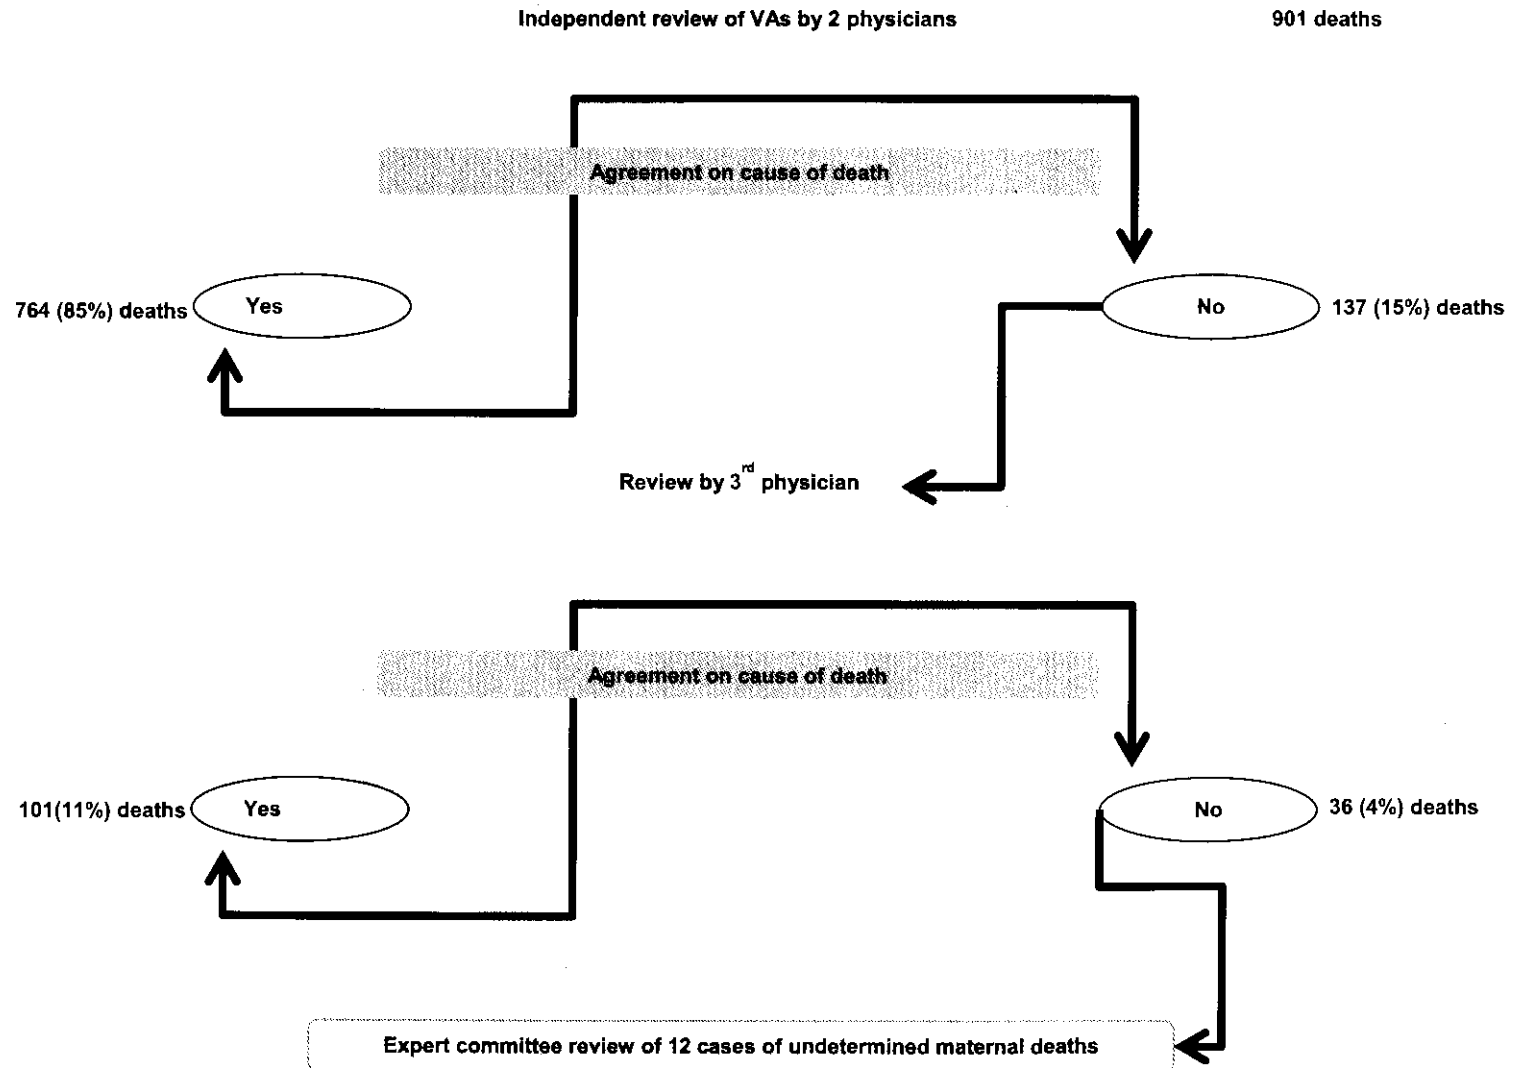 Independent review of VAs by 2 physicians 901 deaths
Agreement on cause of death
764 (85%) deaths Yes No 137 (15%) deaths
Review by 3rd physician
Agreement on cause of death
101(11%) deaths Yes No 36 (4%) deaths
Expert committee review of 12 cases of undetermined maternal deaths